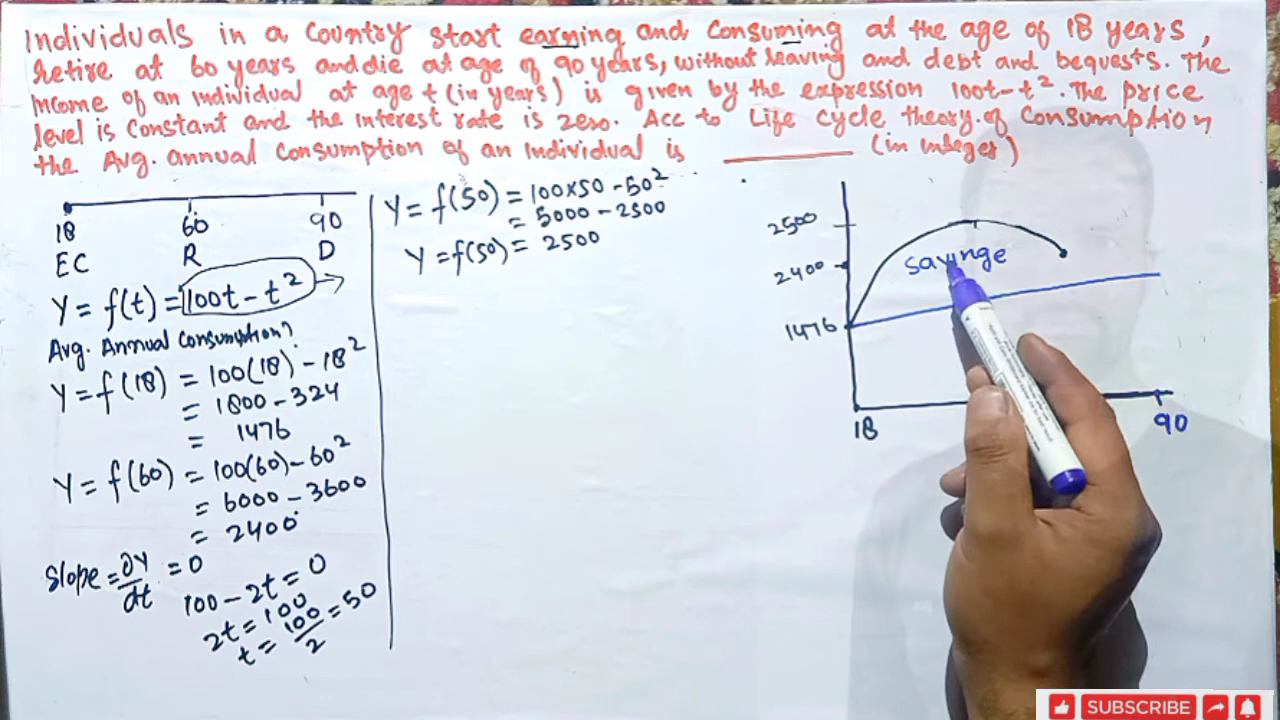 Individuals in a Country start earning and Consuming at the age of 18 years,
Retire at 60 years and die at age of 90 years, without leaving and debt and bequests. The
Income of an individual at age t (in years) is given by the expression 100t-t². The price
level is Constant and the interest rate is zero. Acc to Life Cycle theory of Consumption
the Avg. annual Consumption of an individual is ________ (in integer)
18 60 90
EC R D
Y = f(t) = 100t - t²
Avg. Annual Consumption?
Y = f(18) = 100(18) - 18²
= 1800 - 324
= 1476
Y = f(60) = 100(60) - 60²
= 6000 - 3600
= 2400
Slope = ∂Y/dt = 0
100 - 2t = 0
2t = 100
t = 100/2 = 50
Y = f(50) = 100×50 - 50²
= 5000 - 2500
Y = f(50) = 2500
2500
2400
1476
savinge
18 90
SUBSCRIBE